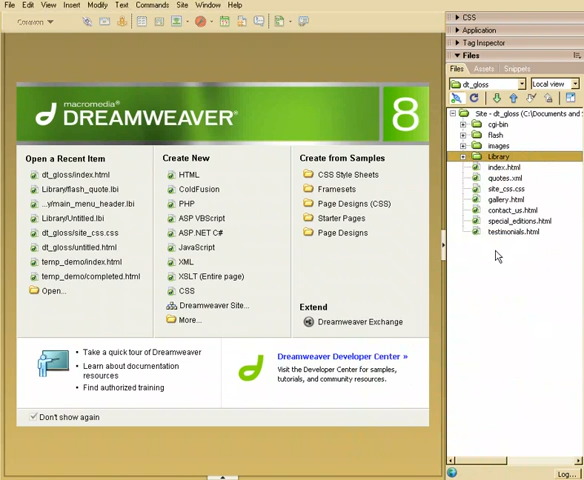 File Edit View Insert Modify Text Commands Site Window Help
Common
CSS
Application
Tag Inspector
Files
Files Assets Snippets
dt_gloss Local view
Site - dt_gloss (C:\Documents and S
cgi-bin
flash
images
Library
index.html
quotes.xml
site_css.css
gallery.html
contact_us.html
special_editions.html
testimonials.html
macromedia®
DREAMWEAVER®
8
Open a Recent Item
dt_gloss/index.html
Library/flash_quote.lbi
...y/main_menu_header.lbi
Library/Untitled.lbi
dt_gloss/site_css.css
dt_gloss/untitled.html
temp_demo/index.html
temp_demo/completed.html
Open...
Create New
HTML
ColdFusion
PHP
ASP VBScript
ASP.NET C#
JavaScript
XML
XSLT (Entire page)
CSS
Dreamweaver Site...
More...
Create from Samples
CSS Style Sheets
Framesets
Page Designs (CSS)
Starter Pages
Page Designs
Extend
Dreamweaver Exchange
• Take a quick tour of Dreamweaver
• Learn about documentation
resources
• Find authorized training
Dreamweaver Developer Center »
Visit the Developer Center for samples,
tutorials, and community resources.
Don't show again
Log...